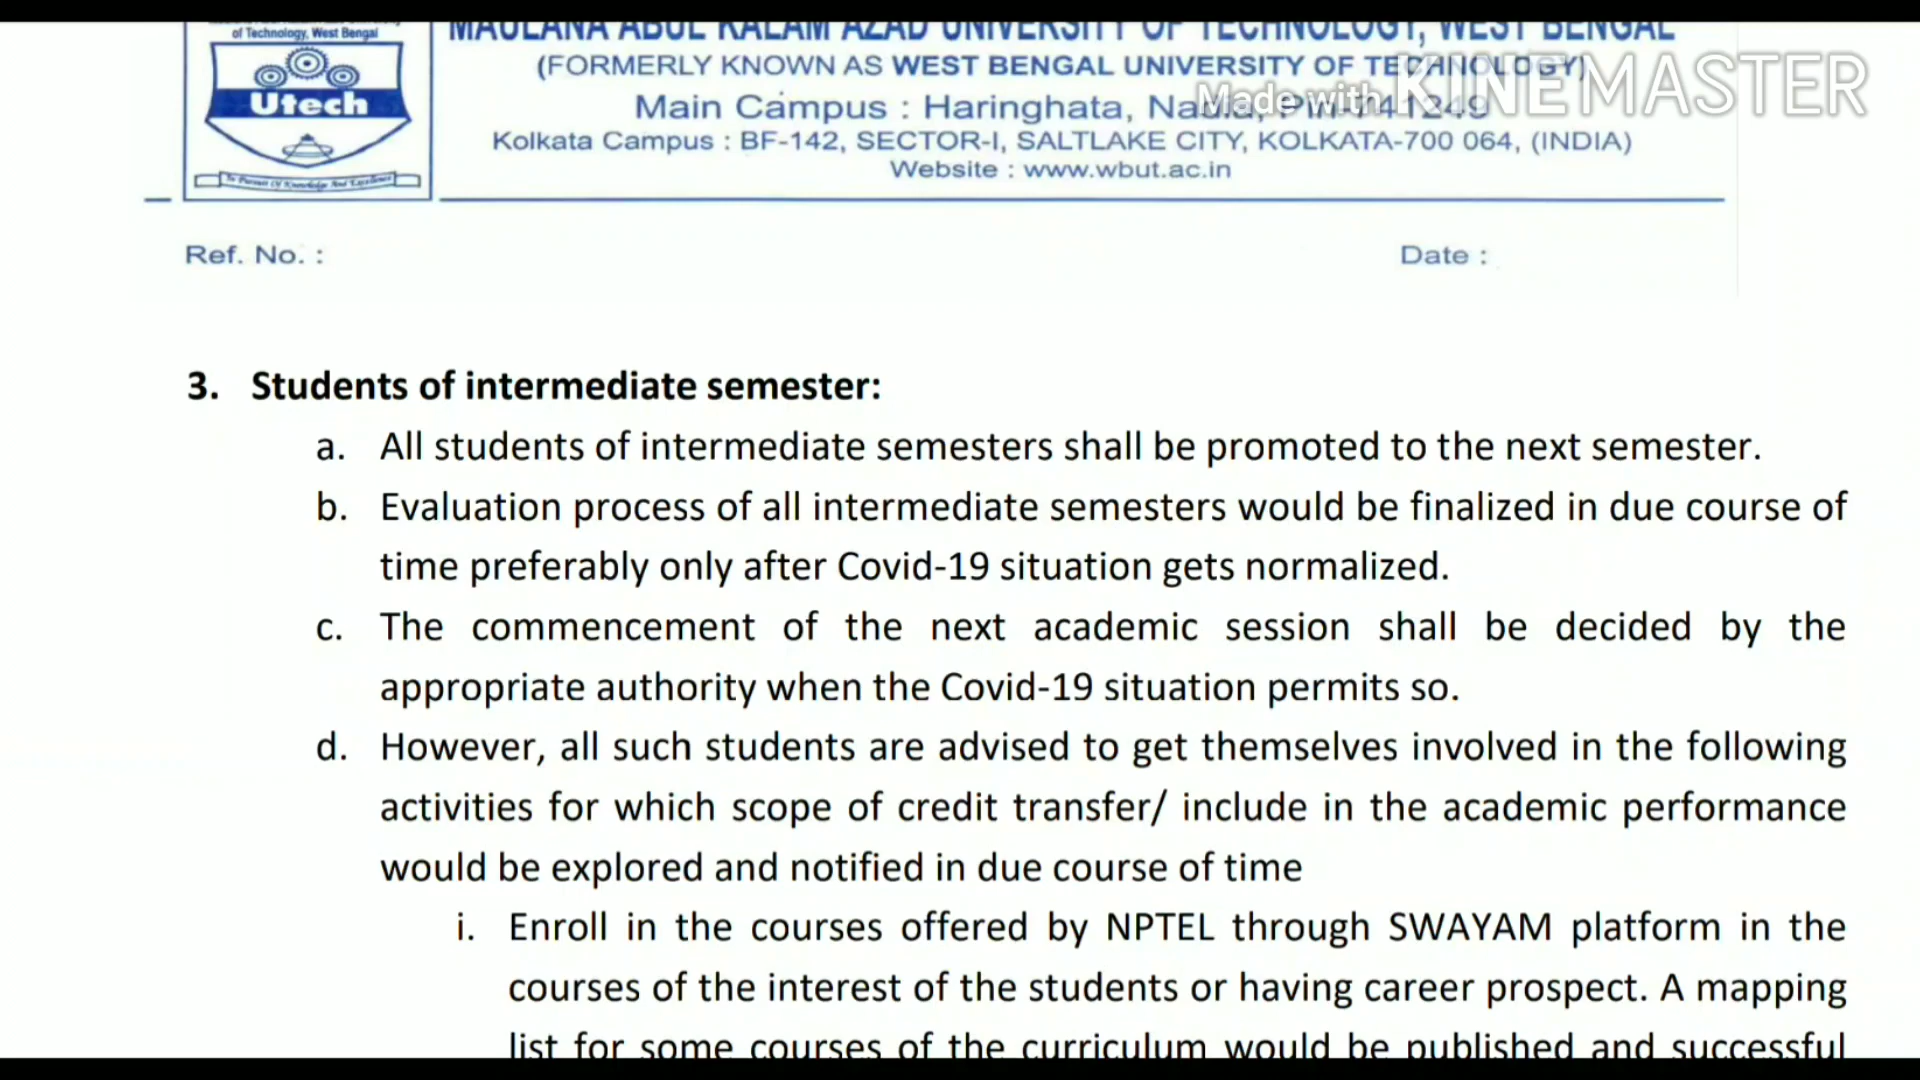 of Technology, West Bengal
Utech
In Pursuit Of Knowledge And Excellence
MAULANA ABUL KALAM AZAD UNIVERSITY OF TECHNOLOGY, WEST BENGAL
(FORMERLY KNOWN AS WEST BENGAL UNIVERSITY OF TECHNOLOGY)
Made with KINEMASTER
Main Campus : Haringhata, Nadia, PIN-741249
Kolkata Campus : BF-142, SECTOR-I, SALTLAKE CITY, KOLKATA-700 064, (INDIA)
Website : www.wbut.ac.in
Ref. No. :
Date :
3. Students of intermediate semester:
a. All students of intermediate semesters shall be promoted to the next semester.
b. Evaluation process of all intermediate semesters would be finalized in due course of
time preferably only after Covid-19 situation gets normalized.
c. The commencement of the next academic session shall be decided by the
appropriate authority when the Covid-19 situation permits so.
d. However, all such students are advised to get themselves involved in the following
activities for which scope of credit transfer/ include in the academic performance
would be explored and notified in due course of time
i. Enroll in the courses offered by NPTEL through SWAYAM platform in the
courses of the interest of the students or having career prospect. A mapping
list for some courses of the curriculum would be published and successful